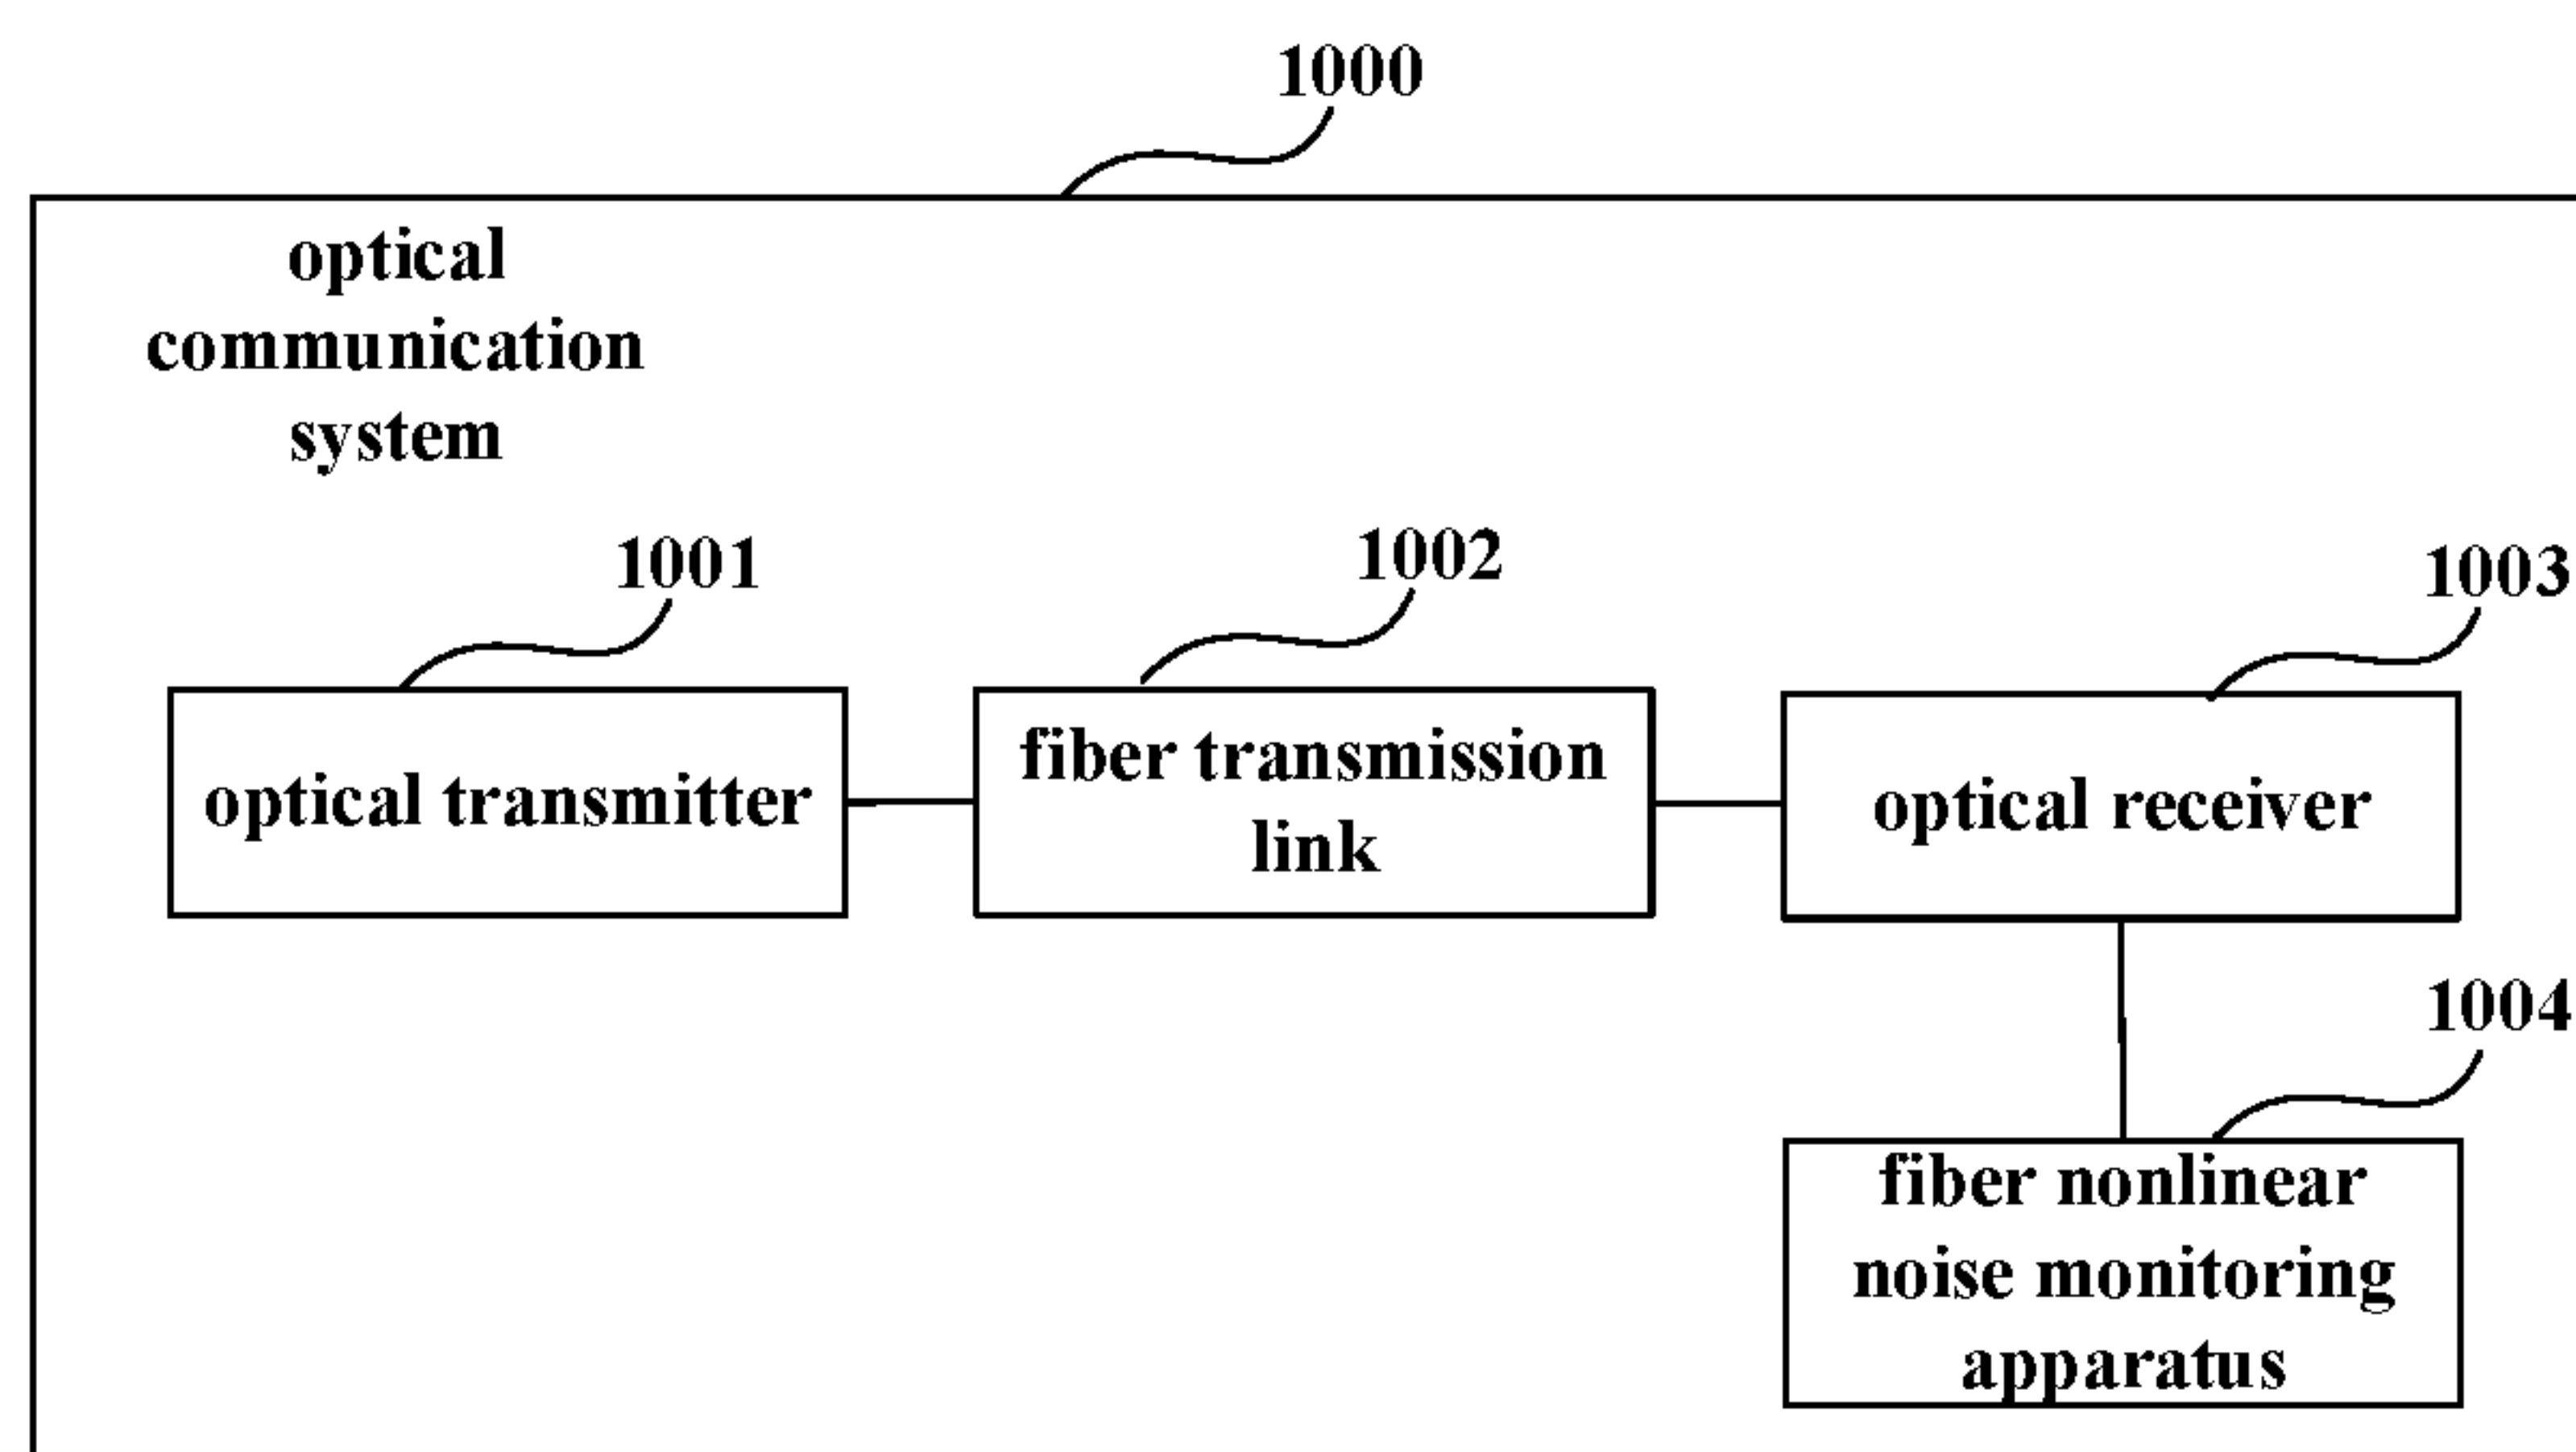 1000
optical
communication
system
1001
1002
1003
optical transmitter
fiber transmission
link
optical receiver
1004
fiber nonlinear
noise monitoring
apparatus